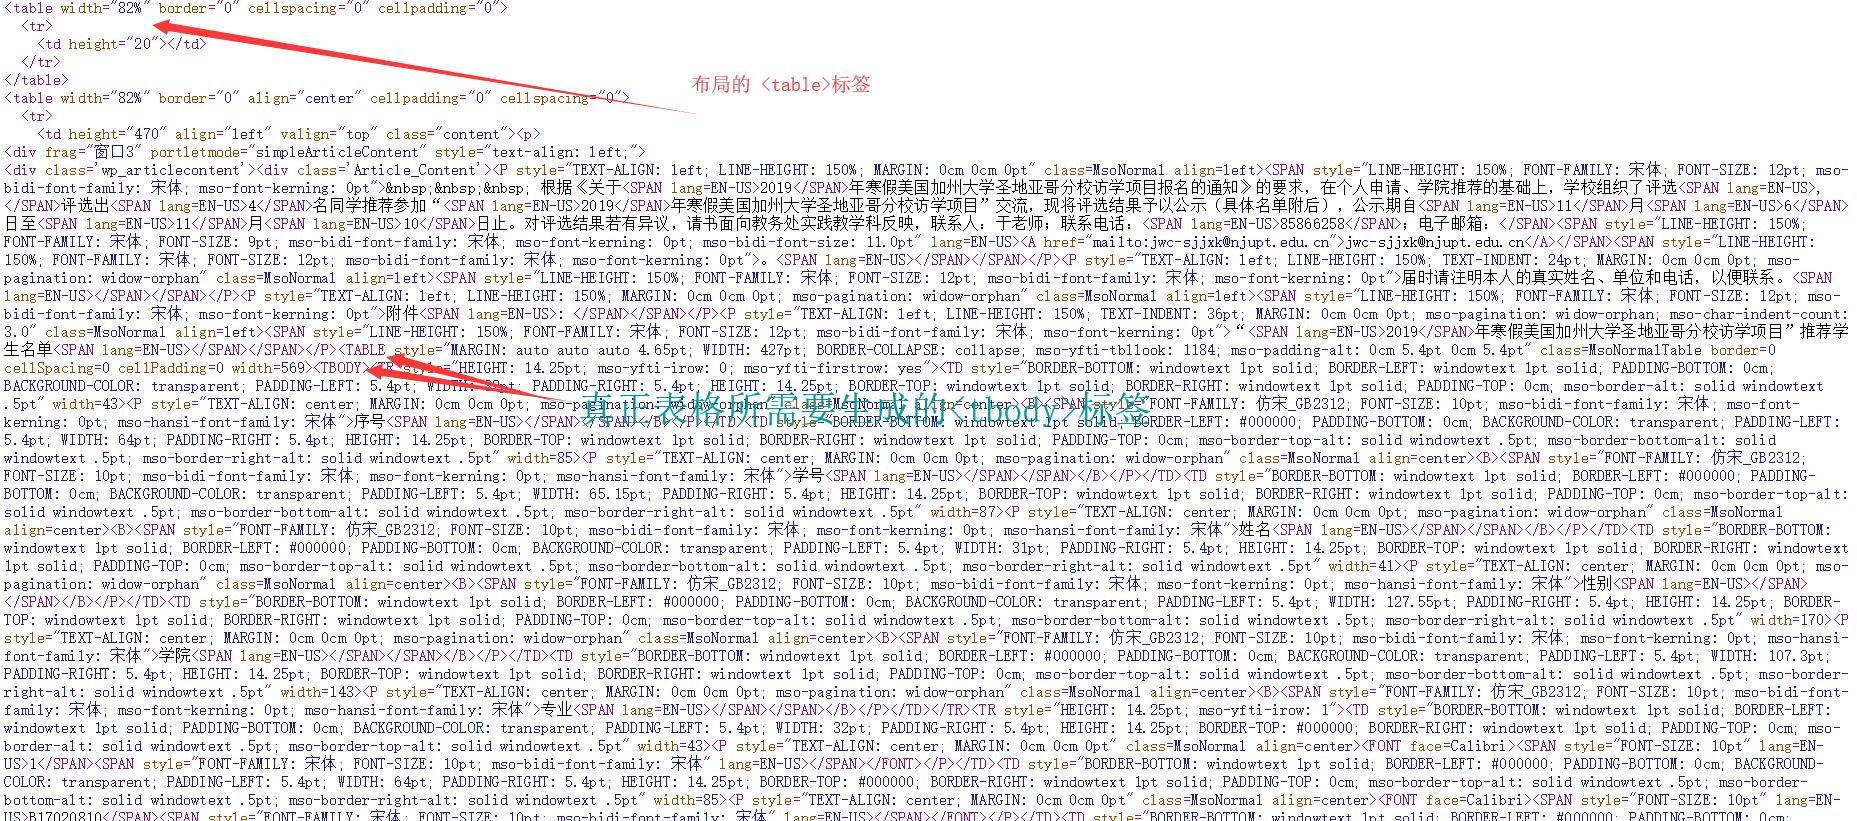 <table width="82%" border="0" cellspacing="0" cellpadding="0">
<tr>
<td height="20"></td>
</tr>
</table>
布局的 <table>标签
<table width="82%" border="0" align="center" cellpadding="0" cellspacing="0">
<tr>
<td height="470" align="left" valign="top" class="content"><p>
<div frag="窗口3" portletmode="simpleArticleContent" style="text-align: left;">
<div class='wp_articlecontent'><div class='Article_Content'><P style="TEXT-ALIGN: left; LINE-HEIGHT: 150%; MARGIN: 0cm 0cm 0pt" class=MsoNormal align=left><SPAN style="LINE-HEIGHT: 150%; FONT-FAMILY: 宋体; FONT-SIZE: 12pt; mso-
bidi-font-family: 宋体; mso-font-kerning: 0pt">&nbsp;&nbsp;&nbsp; 根据《关于<SPAN lang=EN-US>2019</SPAN>年寒假美国加州大学圣地亚哥分校访学项目报名的通知》的要求，在个人申请、学院推荐的基础上，学校组织了评选<SPAN lang=EN-US>,
</SPAN>评选出<SPAN lang=EN-US>4</SPAN>名同学推荐参加“<SPAN lang=EN-US>2019</SPAN>年寒假美国加州大学圣地亚哥分校访学项目”交流，现将评选结果予以公示（具体名单附后），公示期自<SPAN lang=EN-US>11</SPAN>月<SPAN lang=EN-US>6</SPAN>
日至<SPAN lang=EN-US>11</SPAN>月<SPAN lang=EN-US>10</SPAN>日止。对评选结果若有异议，请书面向教务处实践教学科反映，联系人：于老师；联系电话：<SPAN lang=EN-US>85866258</SPAN>；电子邮箱：</SPAN><SPAN style="LINE-HEIGHT: 150%;
FONT-FAMILY: 宋体; FONT-SIZE: 9pt; mso-bidi-font-family: 宋体; mso-font-kerning: 0pt; mso-bidi-font-size: 11.0pt" lang=EN-US><A href="mailto:jwc-sjjxk@njupt.edu.cn">jwc-sjjxk@njupt.edu.cn</A></SPAN><SPAN style="LINE-HEIGHT:
150%; FONT-FAMILY: 宋体; FONT-SIZE: 12pt; mso-bidi-font-family: 宋体; mso-font-kerning: 0pt">。<SPAN lang=EN-US></SPAN></SPAN></P><P style="TEXT-ALIGN: left; LINE-HEIGHT: 150%; TEXT-INDENT: 24pt; MARGIN: 0cm 0cm 0pt; mso-
pagination: widow-orphan" class=MsoNormal align=left><SPAN style="LINE-HEIGHT: 150%; FONT-FAMILY: 宋体; FONT-SIZE: 12pt; mso-bidi-font-family: 宋体; mso-font-kerning: 0pt">届时请注明本人的真实姓名、单位和电话，以便联系。<SPAN
lang=EN-US></SPAN></SPAN></P><P style="TEXT-ALIGN: left; LINE-HEIGHT: 150%; MARGIN: 0cm 0cm 0pt; mso-pagination: widow-orphan" class=MsoNormal align=left><SPAN style="LINE-HEIGHT: 150%; FONT-FAMILY: 宋体; FONT-SIZE: 12pt; mso-
bidi-font-family: 宋体; mso-font-kerning: 0pt">附件<SPAN lang=EN-US>: </SPAN></SPAN></P><P style="TEXT-ALIGN: left; LINE-HEIGHT: 150%; TEXT-INDENT: 36pt; MARGIN: 0cm 0cm 0pt; mso-pagination: widow-orphan; mso-char-indent-count:
3.0" class=MsoNormal align=left><SPAN style="LINE-HEIGHT: 150%; FONT-FAMILY: 宋体; FONT-SIZE: 12pt; mso-bidi-font-family: 宋体; mso-font-kerning: 0pt">“<SPAN lang=EN-US>2019</SPAN>年寒假美国加州大学圣地亚哥分校访学项目”推荐学
生名单<SPAN lang=EN-US></SPAN></SPAN></P><TABLE style="MARGIN: auto auto auto 4.65pt; WIDTH: 427pt; BORDER-COLLAPSE: collapse; mso-yfti-tbllook: 1184; mso-padding-alt: 0cm 5.4pt 0cm 5.4pt" class=MsoNormalTable border=0
cellSpacing=0 cellPadding=0 width=569><TBODY><TR style="HEIGHT: 14.25pt; mso-yfti-irow: 0; mso-yfti-firstrow: yes"><TD style="BORDER-BOTTOM: windowtext 1pt solid; BORDER-LEFT: windowtext 1pt solid; PADDING-BOTTOM: 0cm;
BACKGROUND-COLOR: transparent; PADDING-LEFT: 5.4pt; WIDTH: 32pt; PADDING-RIGHT: 5.4pt; HEIGHT: 14.25pt; BORDER-TOP: windowtext 1pt solid; BORDER-RIGHT: windowtext 1pt solid; PADDING-TOP: 0cm; mso-border-alt: solid windowtext
.5pt" width=43><P style="TEXT-ALIGN: center; MARGIN: 0cm 0cm 0pt; mso-pagination: widow-orphan" class=MsoNormal align=center><B><SPAN style="FONT-FAMILY: 仿宋_GB2312; FONT-SIZE: 10pt; mso-bidi-font-family: 宋体; mso-font-
真正表格所需要生成的<tbody>标签
kerning: 0pt; mso-hansi-font-family: 宋体">序号<SPAN lang=EN-US></SPAN></SPAN></B></P></TD><TD style="BORDER-BOTTOM: windowtext 1pt solid; BORDER-LEFT: #000000; PADDING-BOTTOM: 0cm; BACKGROUND-COLOR: transparent; PADDING-LEFT:
5.4pt; WIDTH: 64pt; PADDING-RIGHT: 5.4pt; HEIGHT: 14.25pt; BORDER-TOP: windowtext 1pt solid; BORDER-RIGHT: windowtext 1pt solid; PADDING-TOP: 0cm; mso-border-top-alt: solid windowtext .5pt; mso-border-bottom-alt: solid
windowtext .5pt; mso-border-right-alt: solid windowtext .5pt" width=85><P style="TEXT-ALIGN: center; MARGIN: 0cm 0cm 0pt; mso-pagination: widow-orphan" class=MsoNormal align=center><B><SPAN style="FONT-FAMILY: 仿宋_GB2312;
FONT-SIZE: 10pt; mso-bidi-font-family: 宋体; mso-font-kerning: 0pt; mso-hansi-font-family: 宋体">学号<SPAN lang=EN-US></SPAN></SPAN></B></P></TD><TD style="BORDER-BOTTOM: windowtext 1pt solid; BORDER-LEFT: #000000; PADDING-
BOTTOM: 0cm; BACKGROUND-COLOR: transparent; PADDING-LEFT: 5.4pt; WIDTH: 65.15pt; PADDING-RIGHT: 5.4pt; HEIGHT: 14.25pt; BORDER-TOP: windowtext 1pt solid; BORDER-RIGHT: windowtext 1pt solid; PADDING-TOP: 0cm; mso-border-top-alt:
solid windowtext .5pt; mso-border-bottom-alt: solid windowtext .5pt; mso-border-right-alt: solid windowtext .5pt" width=87><P style="TEXT-ALIGN: center; MARGIN: 0cm 0cm 0pt; mso-pagination: widow-orphan" class=MsoNormal
align=center><B><SPAN style="FONT-FAMILY: 仿宋_GB2312; FONT-SIZE: 10pt; mso-bidi-font-family: 宋体; mso-font-kerning: 0pt; mso-hansi-font-family: 宋体">姓名<SPAN lang=EN-US></SPAN></SPAN></B></P></TD><TD style="BORDER-BOTTOM:
windowtext 1pt solid; BORDER-LEFT: #000000; PADDING-BOTTOM: 0cm; BACKGROUND-COLOR: transparent; PADDING-LEFT: 5.4pt; WIDTH: 31pt; PADDING-RIGHT: 5.4pt; HEIGHT: 14.25pt; BORDER-TOP: windowtext 1pt solid; BORDER-RIGHT: windowtext
1pt solid; PADDING-TOP: 0cm; mso-border-top-alt: solid windowtext .5pt; mso-border-bottom-alt: solid windowtext .5pt; mso-border-right-alt: solid windowtext .5pt" width=41><P style="TEXT-ALIGN: center; MARGIN: 0cm 0cm 0pt; mso-
pagination: widow-orphan" class=MsoNormal align=center><B><SPAN style="FONT-FAMILY: 仿宋_GB2312; FONT-SIZE: 10pt; mso-bidi-font-family: 宋体; mso-font-kerning: 0pt; mso-hansi-font-family: 宋体">性别<SPAN lang=EN-US></SPAN>
</SPAN></B></P></TD><TD style="BORDER-BOTTOM: windowtext 1pt solid; BORDER-LEFT: #000000; PADDING-BOTTOM: 0cm; BACKGROUND-COLOR: transparent; PADDING-LEFT: 5.4pt; WIDTH: 127.55pt; PADDING-RIGHT: 5.4pt; HEIGHT: 14.25pt; BORDER-
TOP: windowtext 1pt solid; BORDER-RIGHT: windowtext 1pt solid; PADDING-TOP: 0cm; mso-border-top-alt: solid windowtext .5pt; mso-border-bottom-alt: solid windowtext .5pt; mso-border-right-alt: solid windowtext .5pt" width=170><P
style="TEXT-ALIGN: center; MARGIN: 0cm 0cm 0pt; mso-pagination: widow-orphan" class=MsoNormal align=center><B><SPAN style="FONT-FAMILY: 仿宋_GB2312; FONT-SIZE: 10pt; mso-bidi-font-family: 宋体; mso-font-kerning: 0pt; mso-hansi-
font-family: 宋体">学院<SPAN lang=EN-US></SPAN></SPAN></B></P></TD><TD style="BORDER-BOTTOM: windowtext 1pt solid; BORDER-LEFT: #000000; PADDING-BOTTOM: 0cm; BACKGROUND-COLOR: transparent; PADDING-LEFT: 5.4pt; WIDTH: 107.3pt;
PADDING-RIGHT: 5.4pt; HEIGHT: 14.25pt; BORDER-TOP: windowtext 1pt solid; BORDER-RIGHT: windowtext 1pt solid; PADDING-TOP: 0cm; mso-border-top-alt: solid windowtext .5pt; mso-border-bottom-alt: solid windowtext .5pt; mso-border-
right-alt: solid windowtext .5pt" width=143><P style="TEXT-ALIGN: center; MARGIN: 0cm 0cm 0pt; mso-pagination: widow-orphan" class=MsoNormal align=center><B><SPAN style="FONT-FAMILY: 仿宋_GB2312; FONT-SIZE: 10pt; mso-bidi-font-
family: 宋体; mso-font-kerning: 0pt; mso-hansi-font-family: 宋体">专业<SPAN lang=EN-US></SPAN></SPAN></B></P></TD></TR><TR style="HEIGHT: 14.25pt; mso-yfti-irow: 1"><TD style="BORDER-BOTTOM: windowtext 1pt solid; BORDER-LEFT:
windowtext 1pt solid; PADDING-BOTTOM: 0cm; BACKGROUND-COLOR: transparent; PADDING-LEFT: 5.4pt; WIDTH: 32pt; PADDING-RIGHT: 5.4pt; HEIGHT: 14.25pt; BORDER-TOP: #000000; BORDER-RIGHT: windowtext 1pt solid; PADDING-TOP: 0cm; mso-
border-alt: solid windowtext .5pt; mso-border-top-alt: solid windowtext .5pt" width=43><P style="TEXT-ALIGN: center; MARGIN: 0cm 0cm 0pt" class=MsoNormal align=center><FONT face=Calibri><SPAN style="FONT-SIZE: 10pt" lang=EN-
US>1</SPAN><SPAN style="FONT-FAMILY: 宋体; FONT-SIZE: 10pt; mso-bidi-font-family: 宋体" lang=EN-US></SPAN></FONT></P></TD><TD style="BORDER-BOTTOM: windowtext 1pt solid; BORDER-LEFT: #000000; PADDING-BOTTOM: 0cm; BACKGROUND-
COLOR: transparent; PADDING-LEFT: 5.4pt; WIDTH: 64pt; PADDING-RIGHT: 5.4pt; HEIGHT: 14.25pt; BORDER-TOP: #000000; BORDER-RIGHT: windowtext 1pt solid; PADDING-TOP: 0cm; mso-border-alt: solid windowtext .5pt; mso-border-
bottom-alt: solid windowtext .5pt; mso-border-right-alt: solid windowtext .5pt" width=85><P style="TEXT-ALIGN: center; MARGIN: 0cm 0cm 0pt" class=MsoNormal align=center><FONT face=Calibri><SPAN style="FONT-SIZE: 10pt" lang=EN-
US>B17020810</SPAN><SPAN style="FONT-FAMILY: 宋体; FONT-SIZE: 10pt; mso-bidi-font-family: 宋体" lang=EN-US></SPAN></FONT></P></TD><TD style="BORDER-BOTTOM: windowtext 1pt solid; BORDER-LEFT: #000000; PADDING-BOTTOM: 0cm;